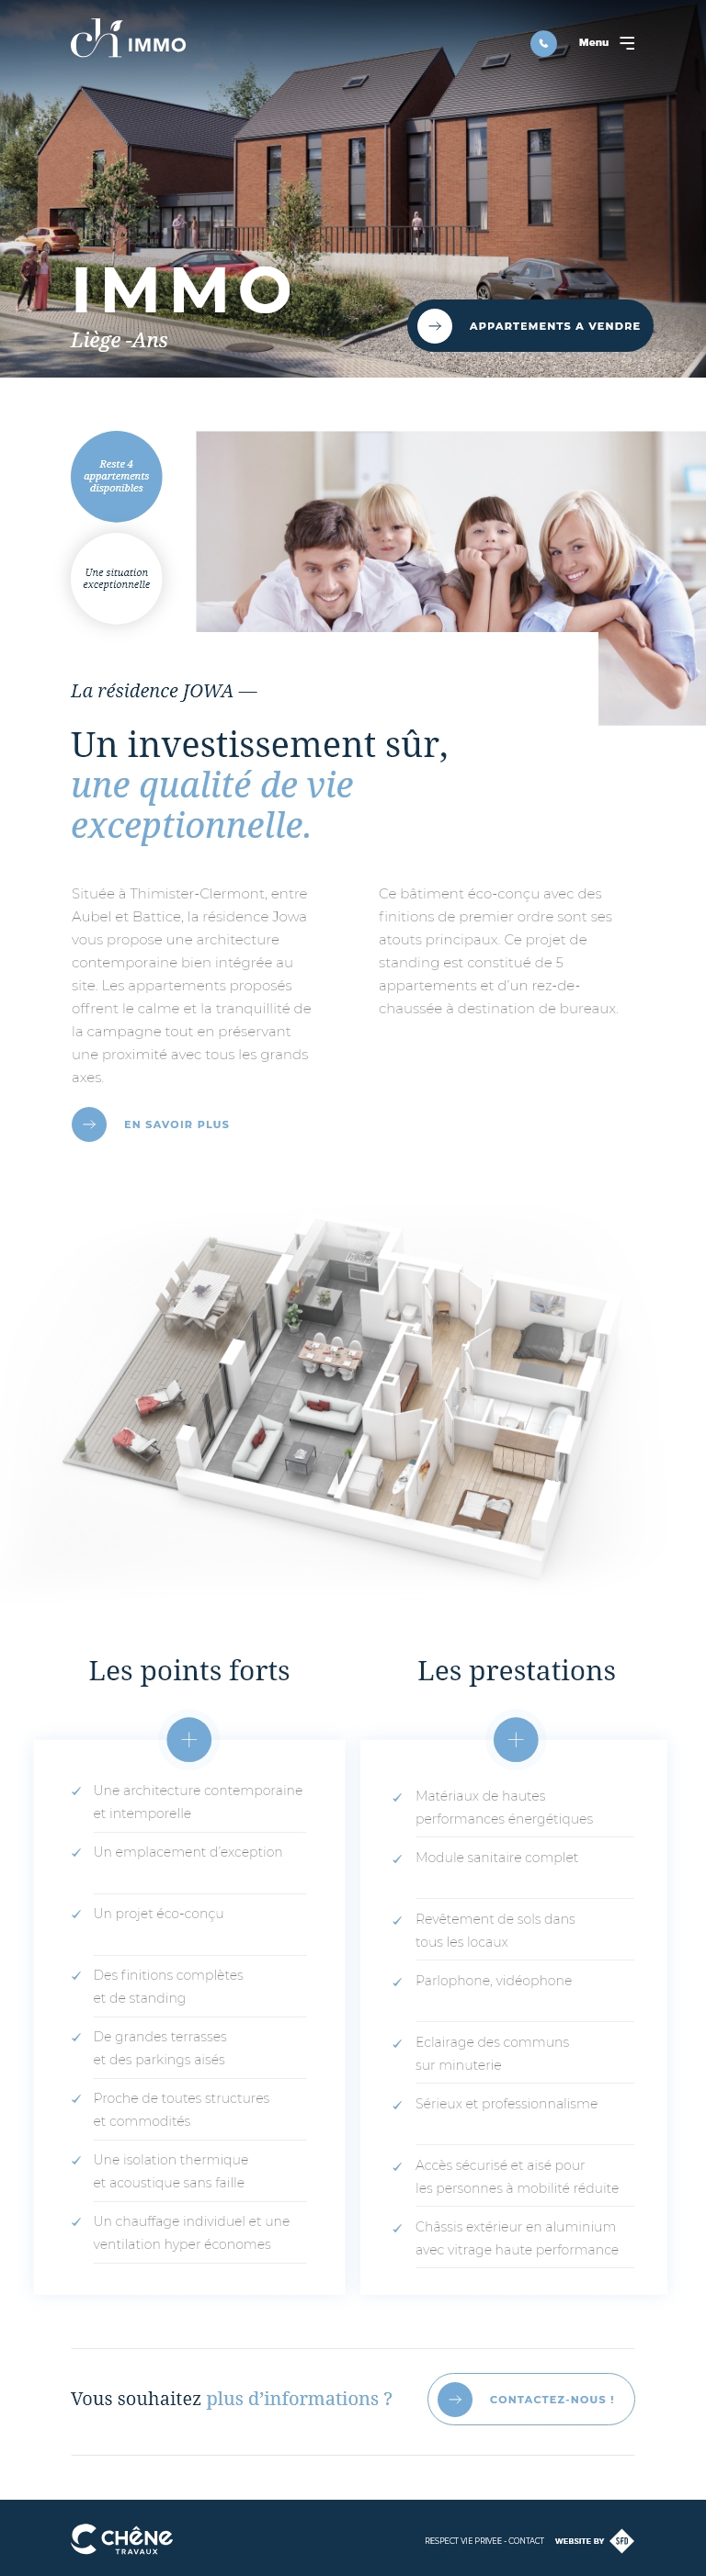 ch IMMO
Menu
IMMO
Liège -Ans
APPARTEMENTS A VENDRE
Reste 4
appartements
disponibles
Une situation
exceptionnelle
La résidence JOWA —
Un investissement sûr,
une qualité de vie
exceptionnelle.
Située à Thimister-Clermont, entre
Aubel et Battice, la résidence Jowa
vous propose une architecture
contemporaine bien intégrée au
site. Les appartements proposés
offrent le calme et la tranquillité de
la campagne tout en préservant
une proximité avec tous les grands
axes.
Ce bâtiment éco-conçu avec des
finitions de premier ordre sont ses
atouts principaux. Ce projet de
standing est constitué de 5
appartements et d’un rez-de-
chaussée à destination de bureaux.
EN SAVOIR PLUS
Les points forts
Une architecture contemporaine
et intemporelle
Un emplacement d’exception
Un projet éco-conçu
Des finitions complètes
et de standing
De grandes terrasses
et des parkings aisés
Proche de toutes structures
et commodités
Une isolation thermique
et acoustique sans faille
Un chauffage individuel et une
ventilation hyper économes
Les prestations
Matériaux de hautes
performances énergétiques
Module sanitaire complet
Revêtement de sols dans
tous les locaux
Parlophone, vidéophone
Eclairage des communs
sur minuterie
Sérieux et professionnalisme
Accès sécurisé et aisé pour
les personnes à mobilité réduite
Châssis extérieur en aluminium
avec vitrage haute performance
Vous souhaitez plus d’informations ?
CONTACTEZ-NOUS !
CHÊNE
TRAVAUX
RESPECT VIE PRIVEE - CONTACT
WEBSITE BY SFD